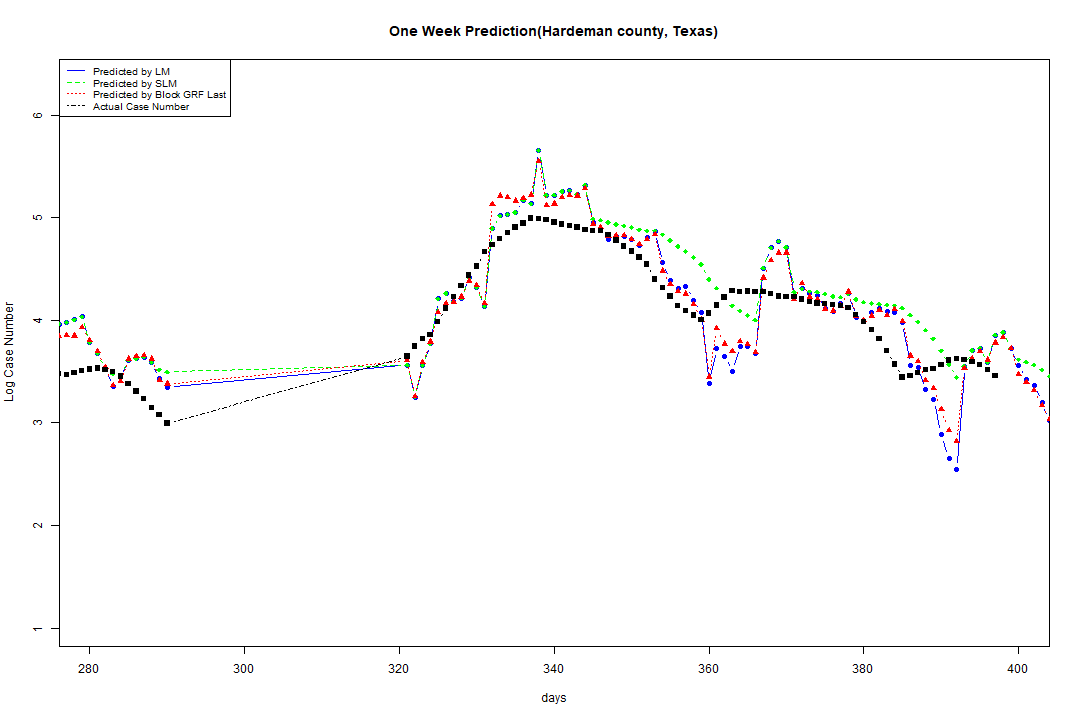 One Week Prediction(Hardeman county, Texas)
Predicted by LM
Predicted by SLM
Predicted by Block GRF Last
Actual Case Number
6
5
4
3
2
1
Log Case Number
280 300 320 340 360 380 400
days